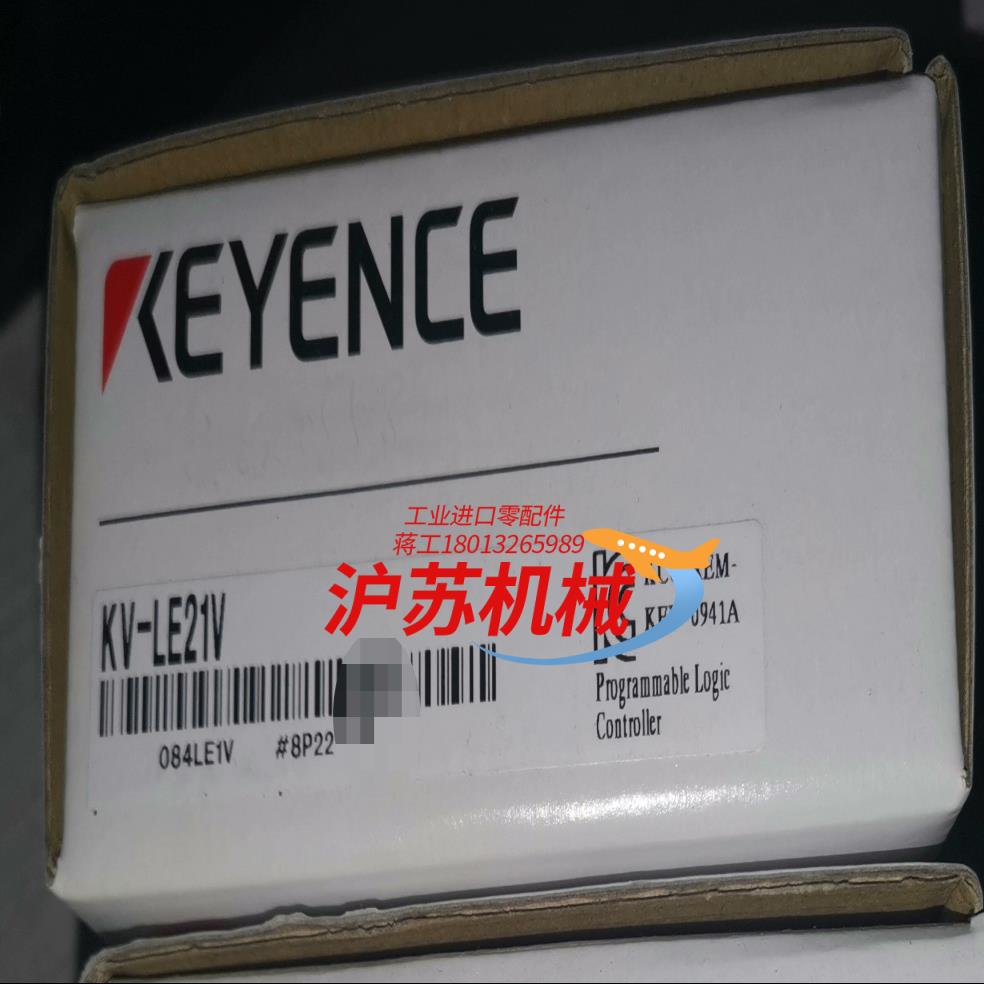 KEYENCE
工业进口零配件
蒋工18013265989
沪苏机械
KV-LE21V
084LE1V #8P22
0941A
Programmable Logic
Controller